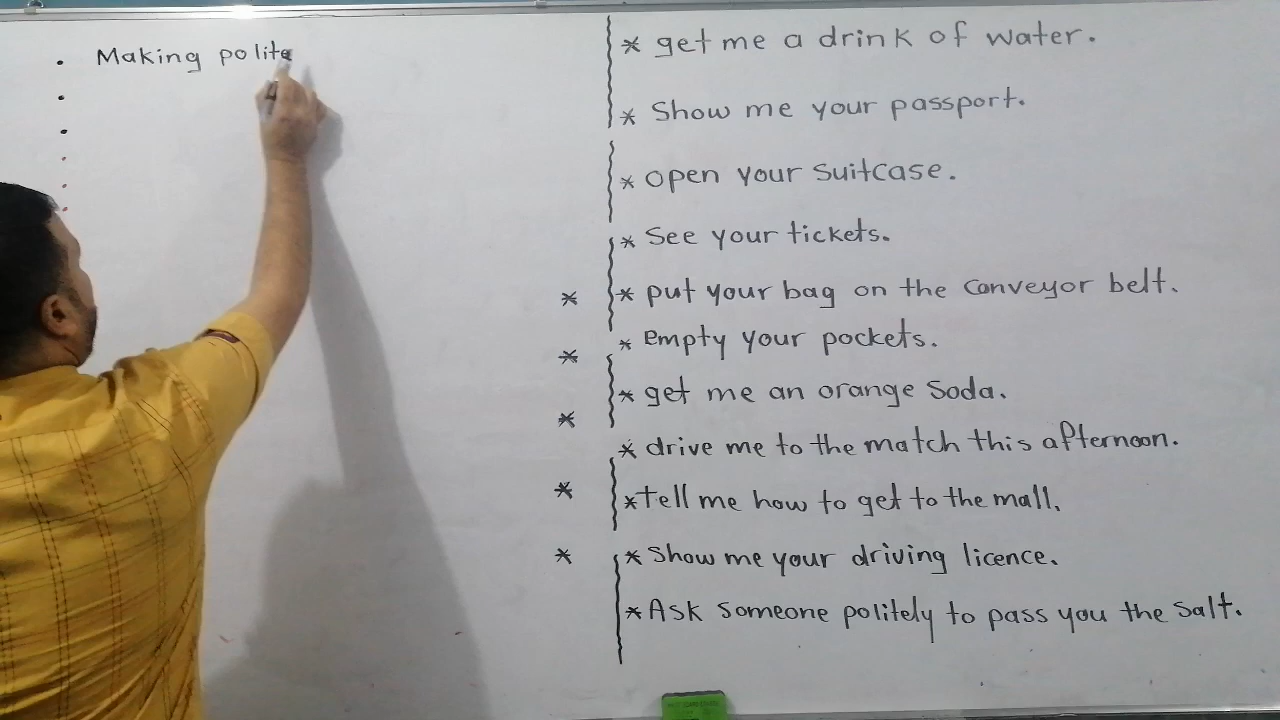 Making polite
* get me a drink of water.
* Show me your passport.
* open your suitcase.
* See your tickets.
* put your bag on the conveyor belt.
* empty your pockets.
* get me an orange soda.
* drive me to the match this afternoon.
* tell me how to get to the mall.
* Show me your driving licence.
* Ask someone politely to pass you the salt.